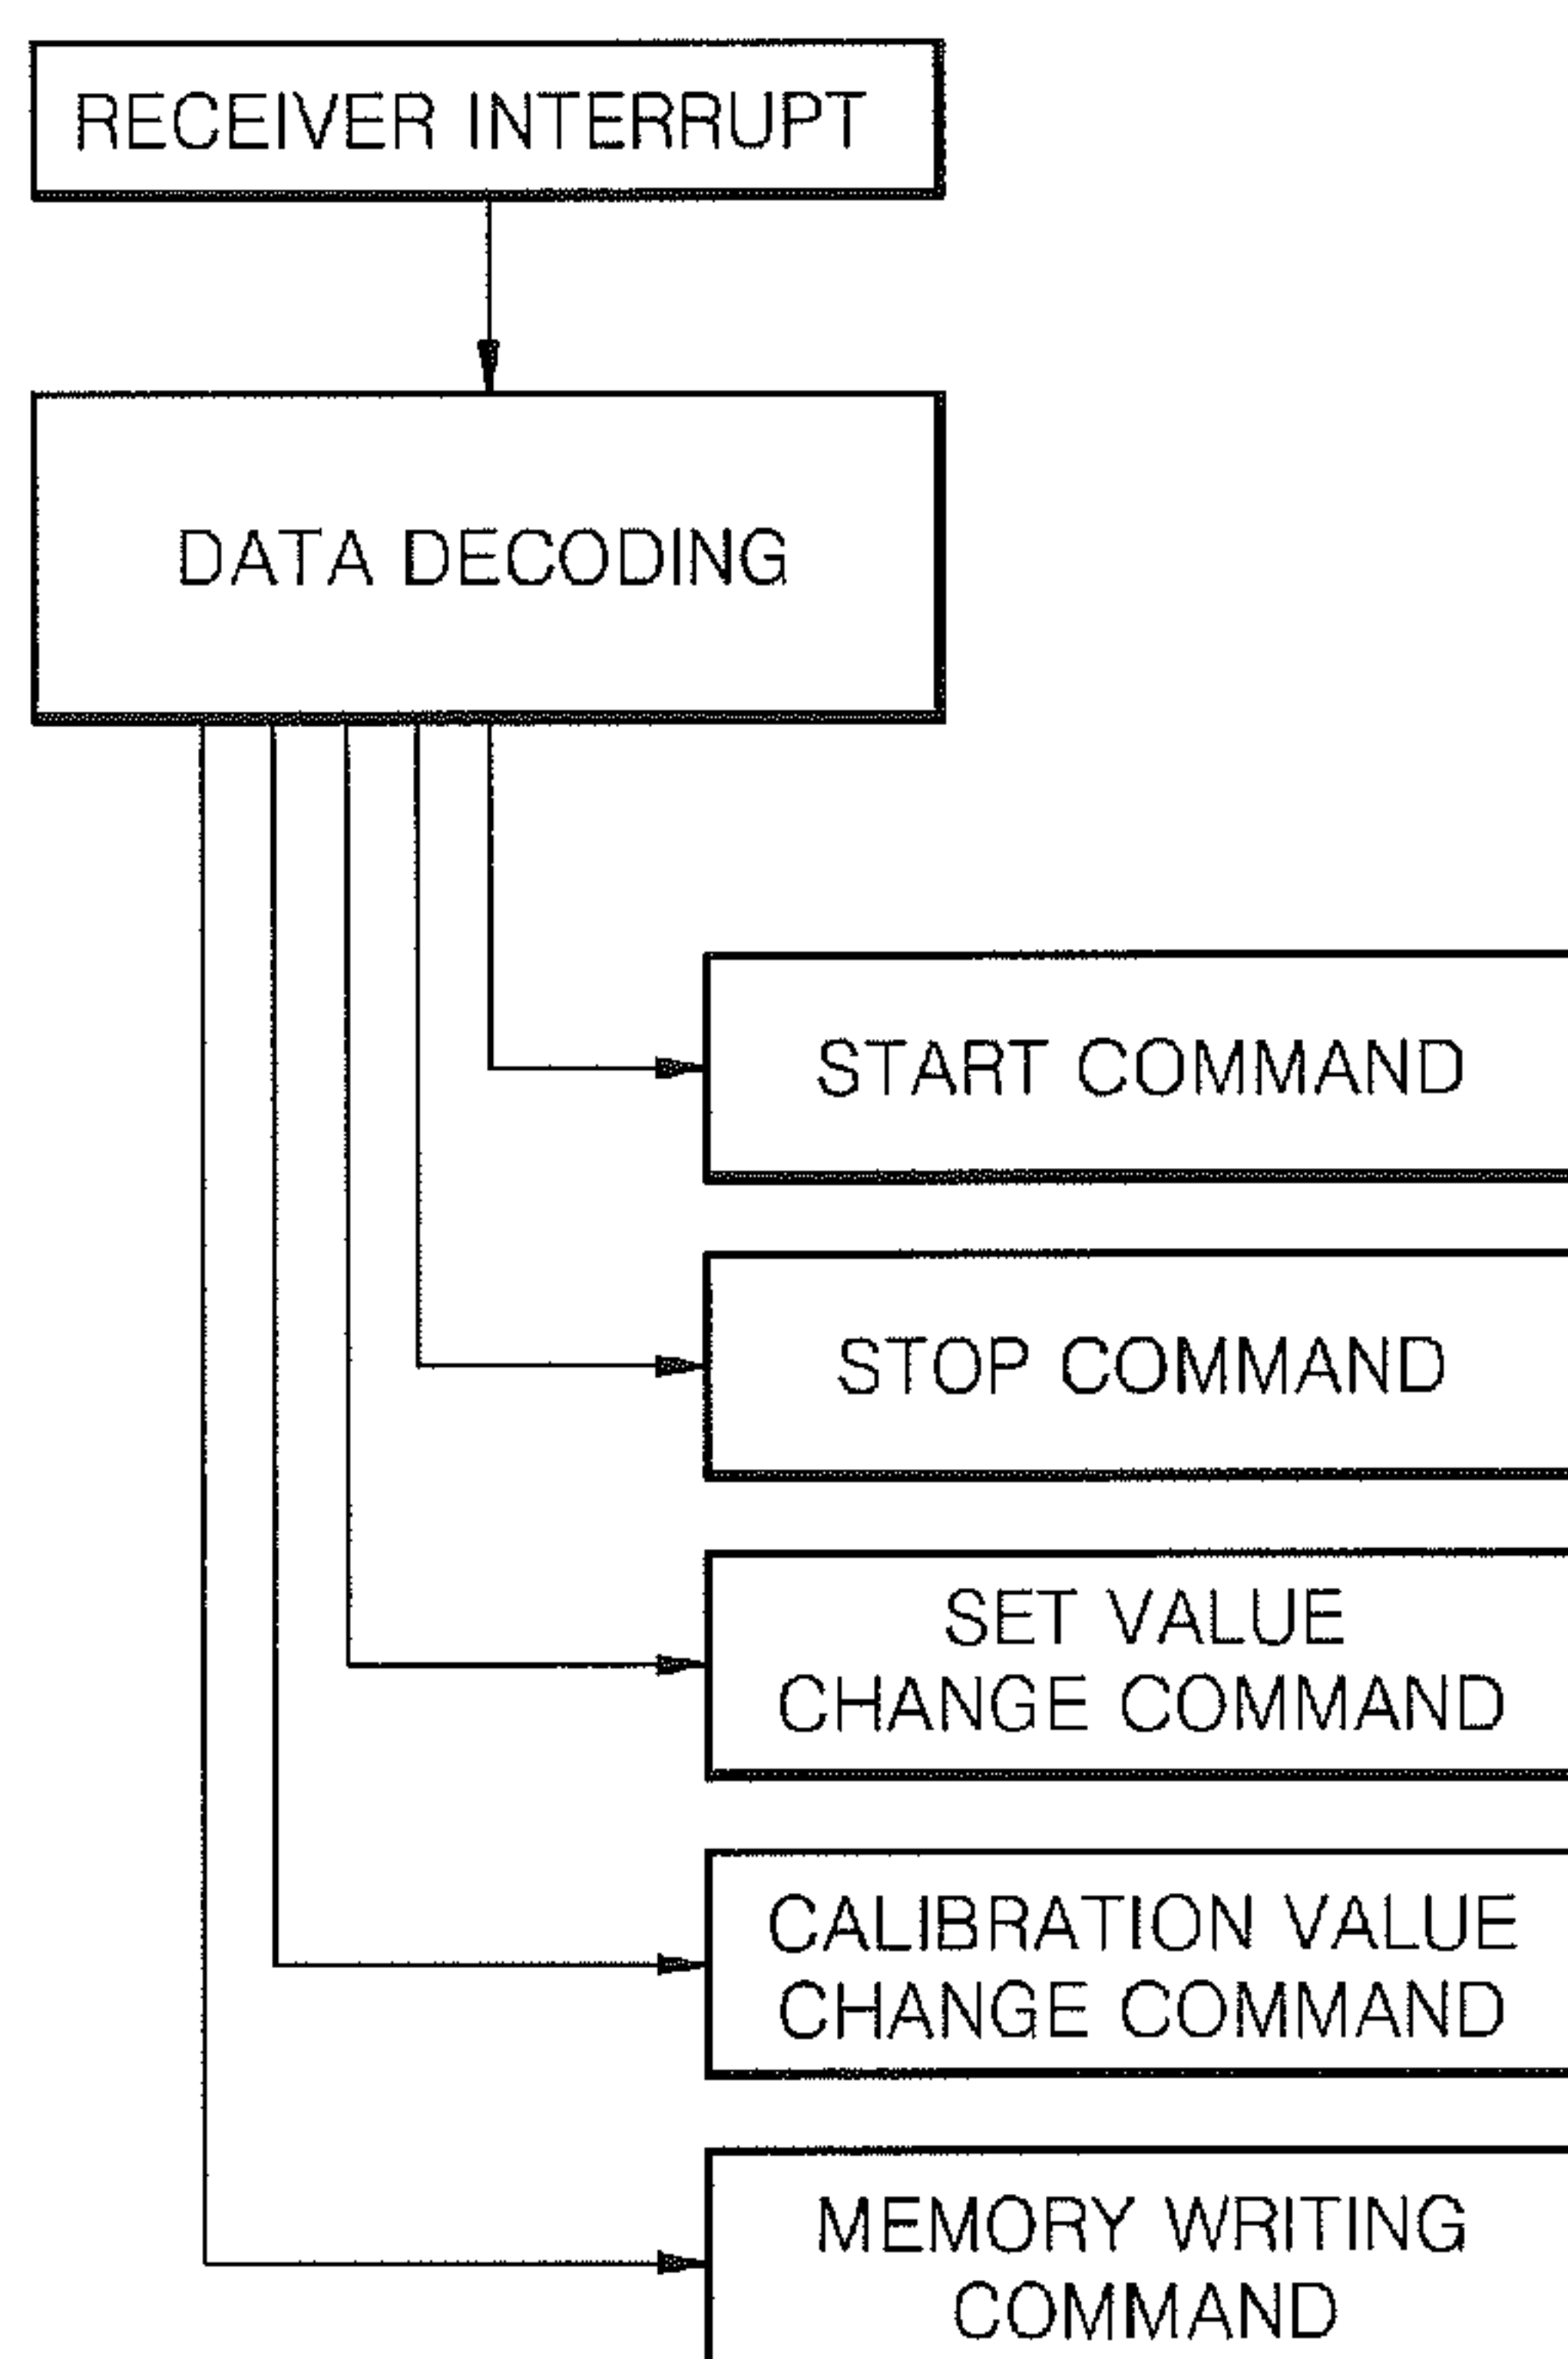 RECEIVER INTERRUPT
DATA DECODING
START COMMAND
STOP COMMAND
SET VALUE
CHANGE COMMAND
CALIBRATION VALUE
CHANGE COMMAND
MEMORY WRITING
COMMAND